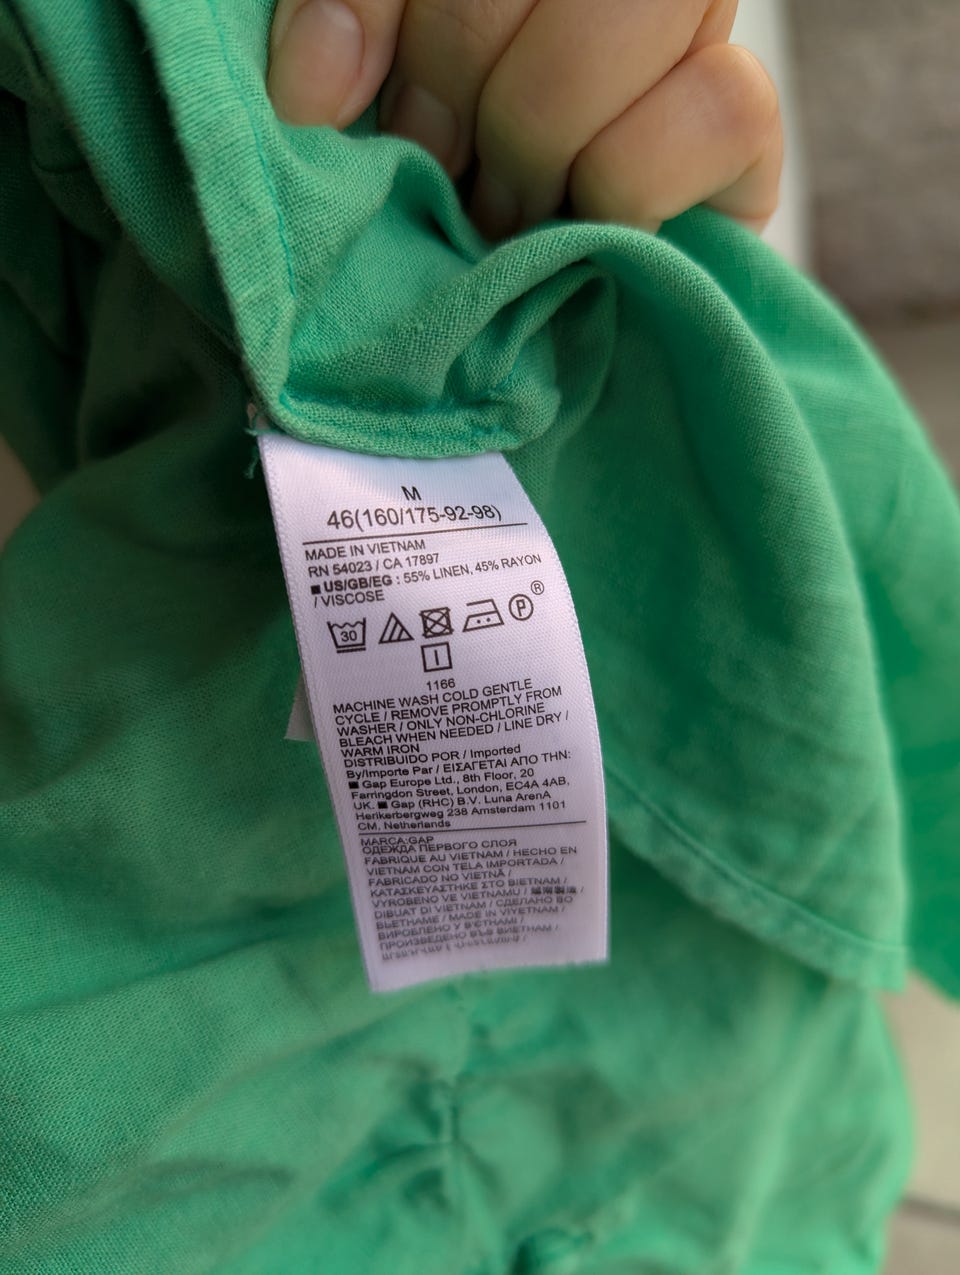 M
46(160/175-92-98)
MADE IN VIETNAM
RN 54023 / CA 17897
■ US/GB/EG : 55% LINEN, 45% RAYON
/ VISCOSE
30
P ®
1166
MACHINE WASH COLD GENTLE
CYCLE / REMOVE PROMPTLY FROM
WASHER / ONLY NON-CHLORINE
BLEACH WHEN NEEDED / LINE DRY /
WARM IRON
DISTRIBUIDO POR / Imported
By/Importe Par / ΕΙΣΑΓΕΤΑΙ ΑΠΟ ΤΗΝ:
■ Gap Europe Ltd., 8th Floor, 20
Farringdon Street, London, EC4A 4AB,
UK. ■ Gap (RHC) B.V. Luna ArenA
Herikerbergweg 238 Amsterdam 1101
CM, Netherlands
MARCA:GAP
ОДЕЖДА ПЕРВОГО СЛОЯ
FABRIQUE AU VIETNAM / HECHO EN
VIETNAM CON TELA IMPORTADA /
FABRICADO NO VIETNÃ /
ΚΑΤΑΣΚΕΥΑΣΤΗΚΕ ΣΤΟ ΒΙΕΤΝΑΜ /
VYROBENO VE VIETNAMU / 越南製造 /
DIBUAT DI VIETNAM / СДЕЛАНО ВО
ВЬЕТНАМЕ / MADE IN VIYETNAM /
ВИРОБЛЕНО У В'ЄТНАМІ /
ПРОИЗВЕДЕНО ВЪВ ВИЕТНАМ /